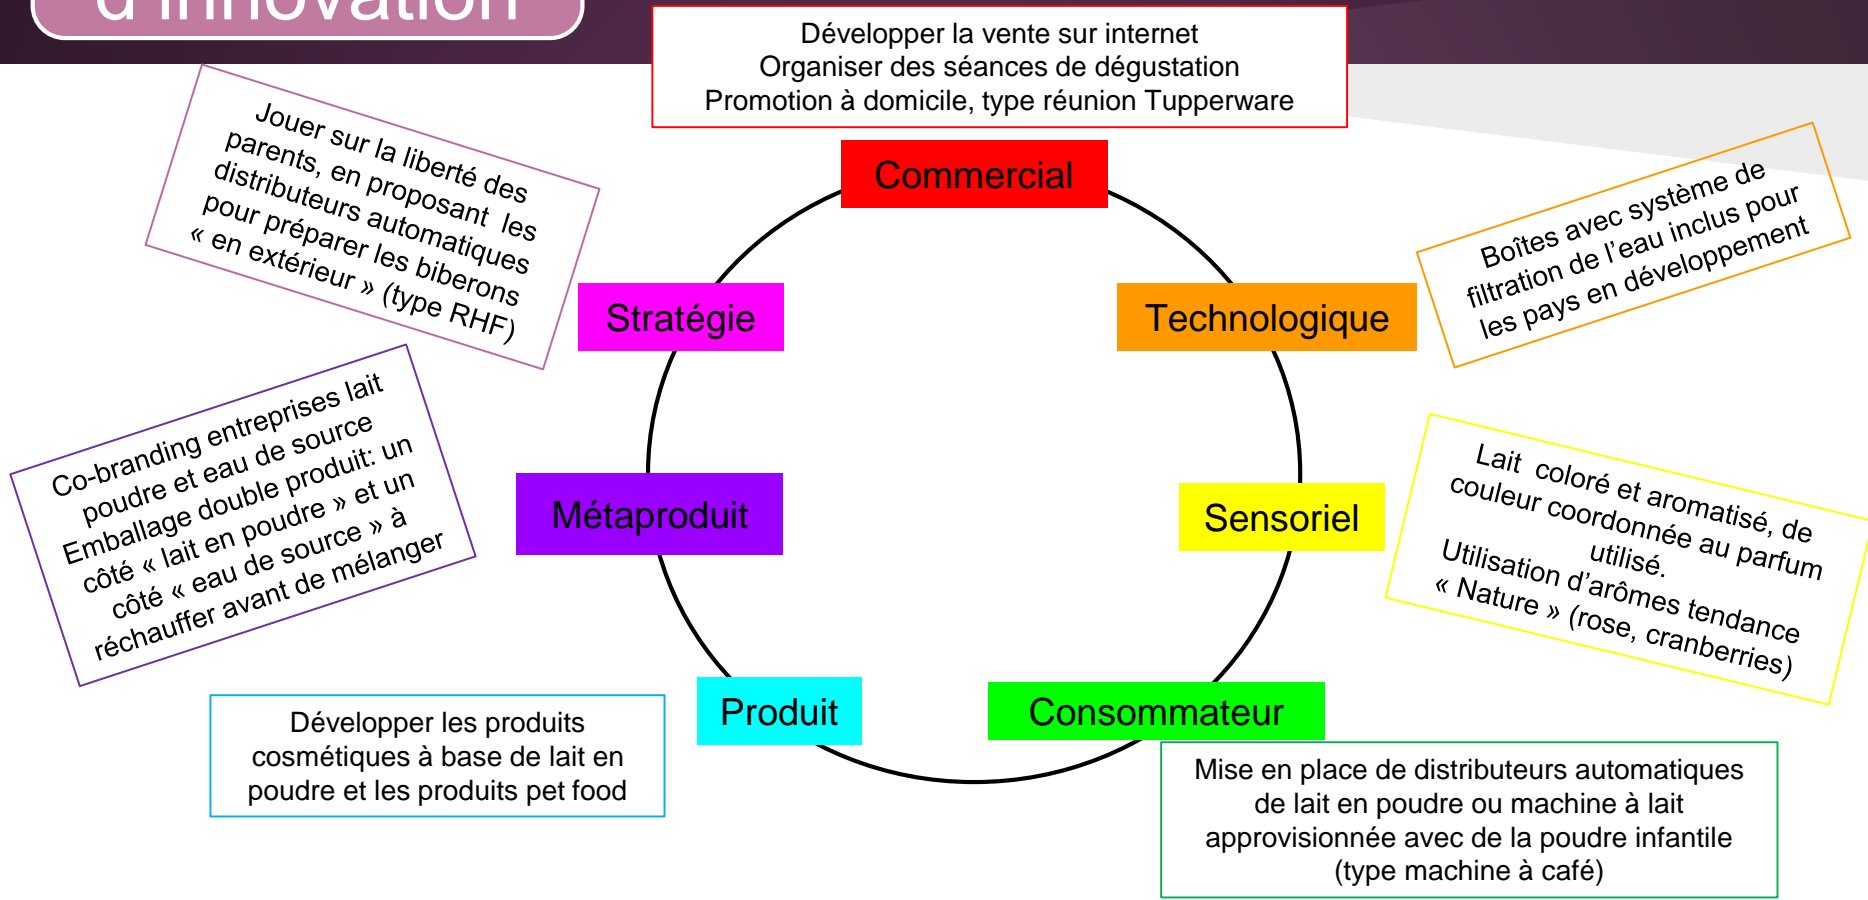 d'innovation
Développer la vente sur internet
Organiser des séances de dégustation
Promotion à domicile, type réunion Tupperware
Commercial
Jouer sur la liberté des
parents, en proposant les
distributeurs automatiques
pour préparer les biberons
« en extérieur » (type RHF)
Stratégie
Technologique
Boîtes avec système de
filtration de l’eau inclus pour
les pays en développement
Co-branding entreprises lait
poudre et eau de source
Emballage double produit: un
côté « lait en poudre » et un
côté « eau de source » à
réchauffer avant de mélanger
Métaproduit
Sensoriel
Lait coloré et aromatisé, de
couleur coordonnée au parfum
utilisé.
Utilisation d’arômes tendance
« Nature » (rose, cranberries)
Produit
Consommateur
Développer les produits
cosmétiques à base de lait en
poudre et les produits pet food
Mise en place de distributeurs automatiques
de lait en poudre ou machine à lait
approvisionnée avec de la poudre infantile
(type machine à café)